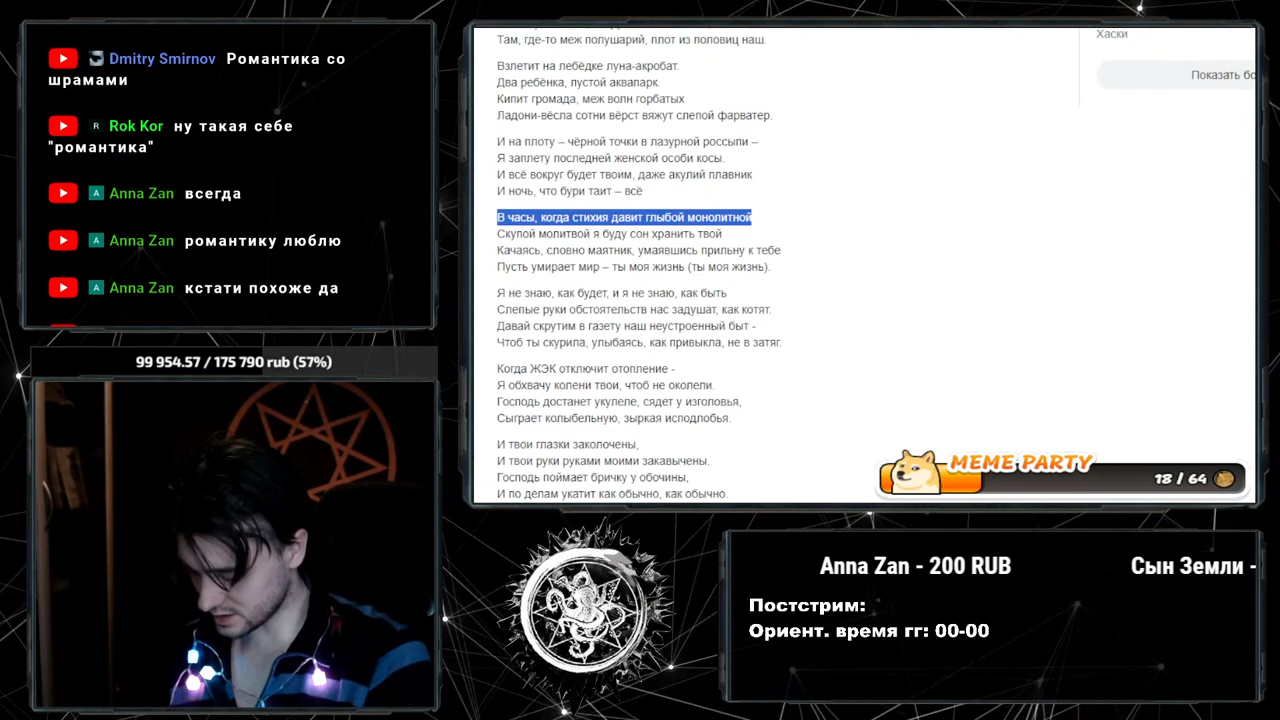 Dmitry Smirnov Романтика со
шрамами
Rok Kor ну такая себе
"романтика"
A Anna Zan всегда
A Anna Zan романтику люблю
A Anna Zan кстати похоже да
99 954.57 / 175 790 rub (57%)
Там, где-то меж полушарий, плот из половиц наш.
Взлетит на лебёдке луна-акробат.
Два ребёнка, пустой аквапарк.
Кипит громада, меж волн горбатых
Ладони-вёсла сотни вёрст вяжут слепой фарватер.
И на плоту – чёрной точки в лазурной россыпи –
Я заплету последней женской особи косы.
И всё вокруг будет твоим, даже акулий плавник
И ночь, что бури таит – всё
В часы, когда стихия давит глыбой монолитной
Скупой молитвой я буду сон хранить твой
Качаясь, словно маятник, умаявшись прильну к тебе
Пусть умирает мир – ты моя жизнь (ты моя жизнь).
Я не знаю, как будет, и я не знаю, как быть
Слепые руки обстоятельств нас задушат, как котят.
Давай скрутим в газету наш неустроенный быт -
Чтоб ты скурила, улыбаясь, как привыкла, не в затяг.
Когда ЖЭК отключит отопление -
Я обхвачу колени твои, чтоб не околели.
Господь достанет укулеле, сядет у изголовья,
Сыграет колыбельную, зыркая исподлобья.
И твои глазки заколочены,
И твои руки руками моими закавычены.
Господь поймает бричку у обочины,
И по делам укатит как обычно, как обычно.
Хаски
Показать бо
MEME PARTY
18 / 64
Anna Zan - 200 RUB
Сын Земли -
Постстрим:
Ориент. время гг: 00-00